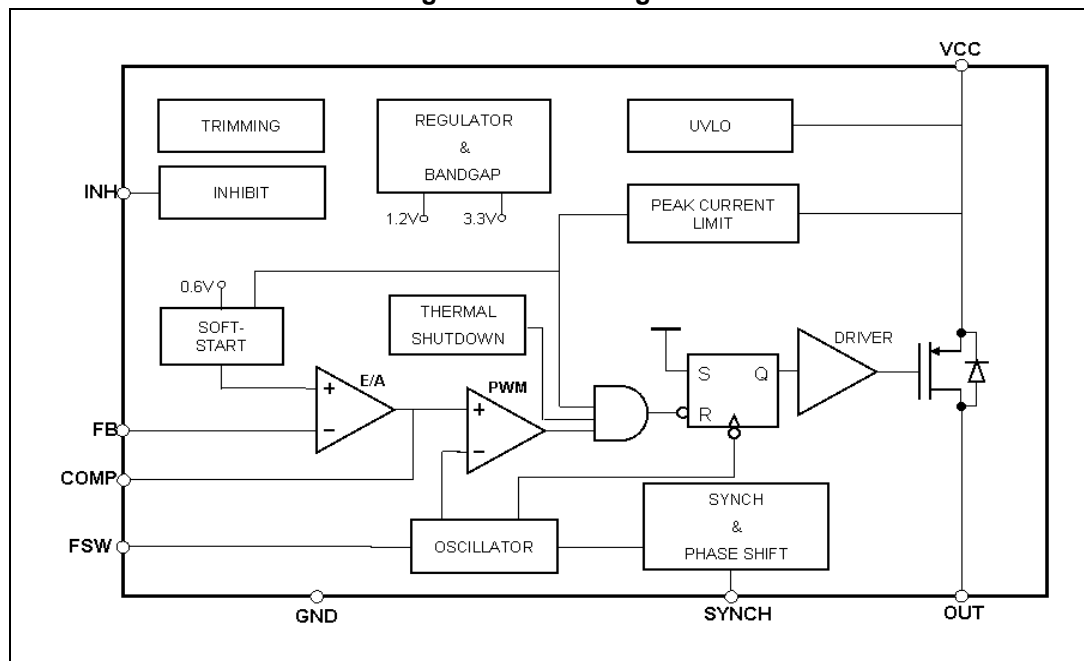 VCC
TRIMMING
REGULATOR
&
BANDGAP
UVLO
INH
INHIBIT
1.2V
3.3V
PEAK CURRENT
LIMIT
0.6V
SOFT-
START
THERMAL
SHUTDOWN
DRIVER
E/A
PWM
S
Q
R
+
−
+
−
FB
COMP
FSW
OSCILLATOR
SYNCH
&
PHASE SHIFT
GND
SYNCH
OUT